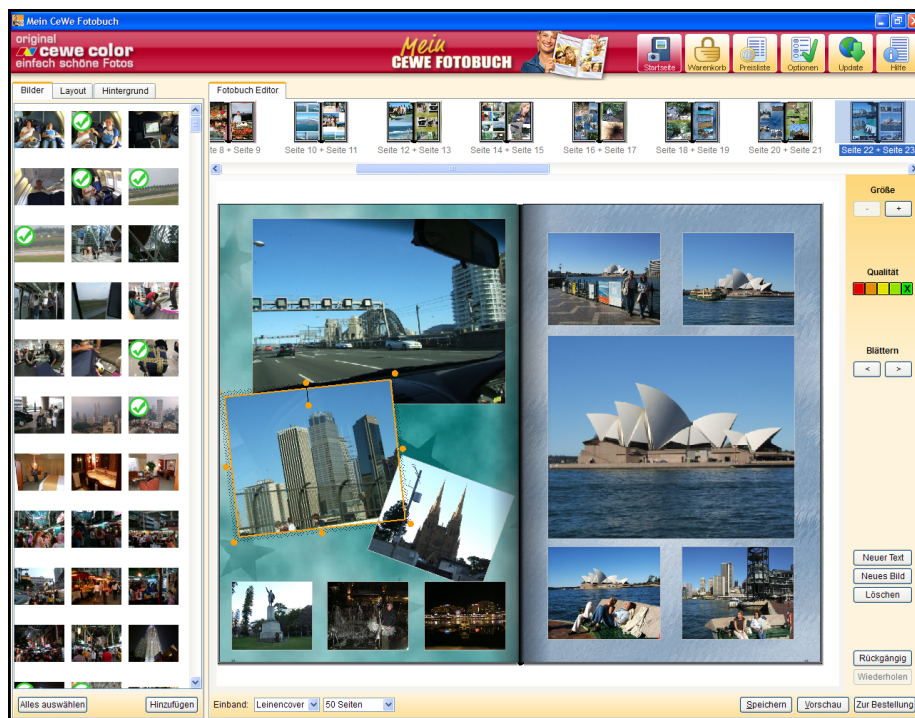 Mein CeWe Fotobuch
original
cewe color
einfach schöne Fotos
Mein
CEWE FOTOBUCH
Startseite
Warenkorb
Preisliste
Optionen
Update
Hilfe
Bilder
Layout
Hintergrund
Fotobuch Editor
te 8 + Seite 9
Seite 10 + Seite 11
Seite 12 + Seite 13
Seite 14 + Seite 15
Seite 16 + Seite 17
Seite 18 + Seite 19
Seite 20 + Seite 21
Seite 22 + Seite 23
Größe
- +
Qualität
X
Blättern
< >
Neuer Text
Neues Bild
Löschen
Rückgängig
Wiederholen
Alles auswählen
Hinzufügen
Einband:
Leinencover
50 Seiten
Speichern
Vorschau
Zur Bestellung